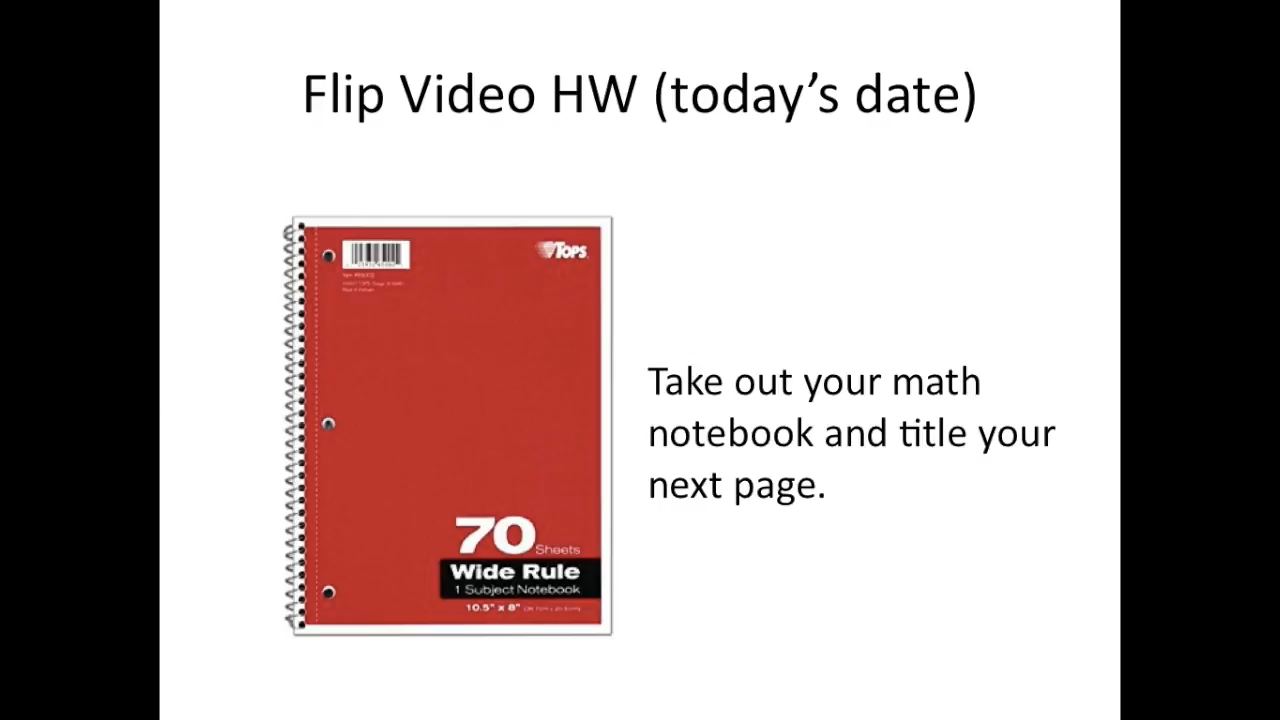 Flip Video HW (today’s date)
TOPS
Take out your math
notebook and title your
next page.
70
Sheets
Wide Rule
1 Subject Notebook
10.5" x 8"